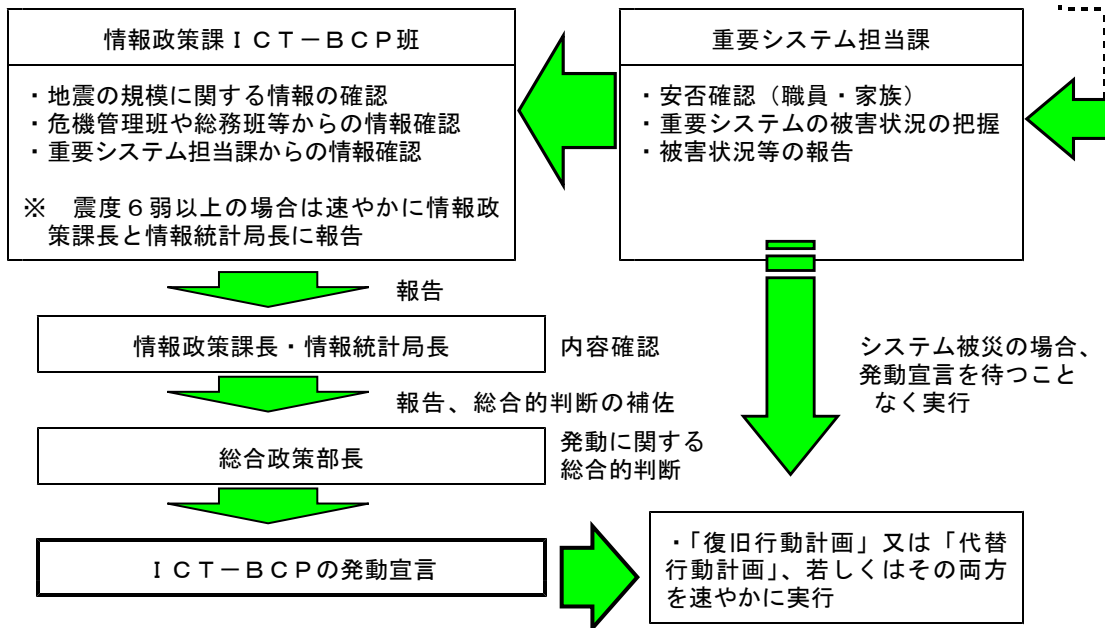 情報政策課ＩＣＴ－ＢＣＰ班
・地震の規模に関する情報の確認
・危機管理班や総務班等からの情報確認
・重要システム担当課からの情報確認
※　震度６弱以上の場合は速やかに情報政
策課長と情報統計局長に報告
重要システム担当課
・安否確認（職員・家族）
・重要システムの被害状況の把握
・被害状況等の報告
報告
情報政策課長・情報統計局長
内容確認
報告、総合的判断の補佐
総合政策部長
発動に関する
総合的判断
システム被災の場合、
発動宣言を待つこと
なく実行
ＩＣＴ－ＢＣＰの発動宣言
・「復旧行動計画」又は「代替
行動計画」、若しくはその両方
を速やかに実行